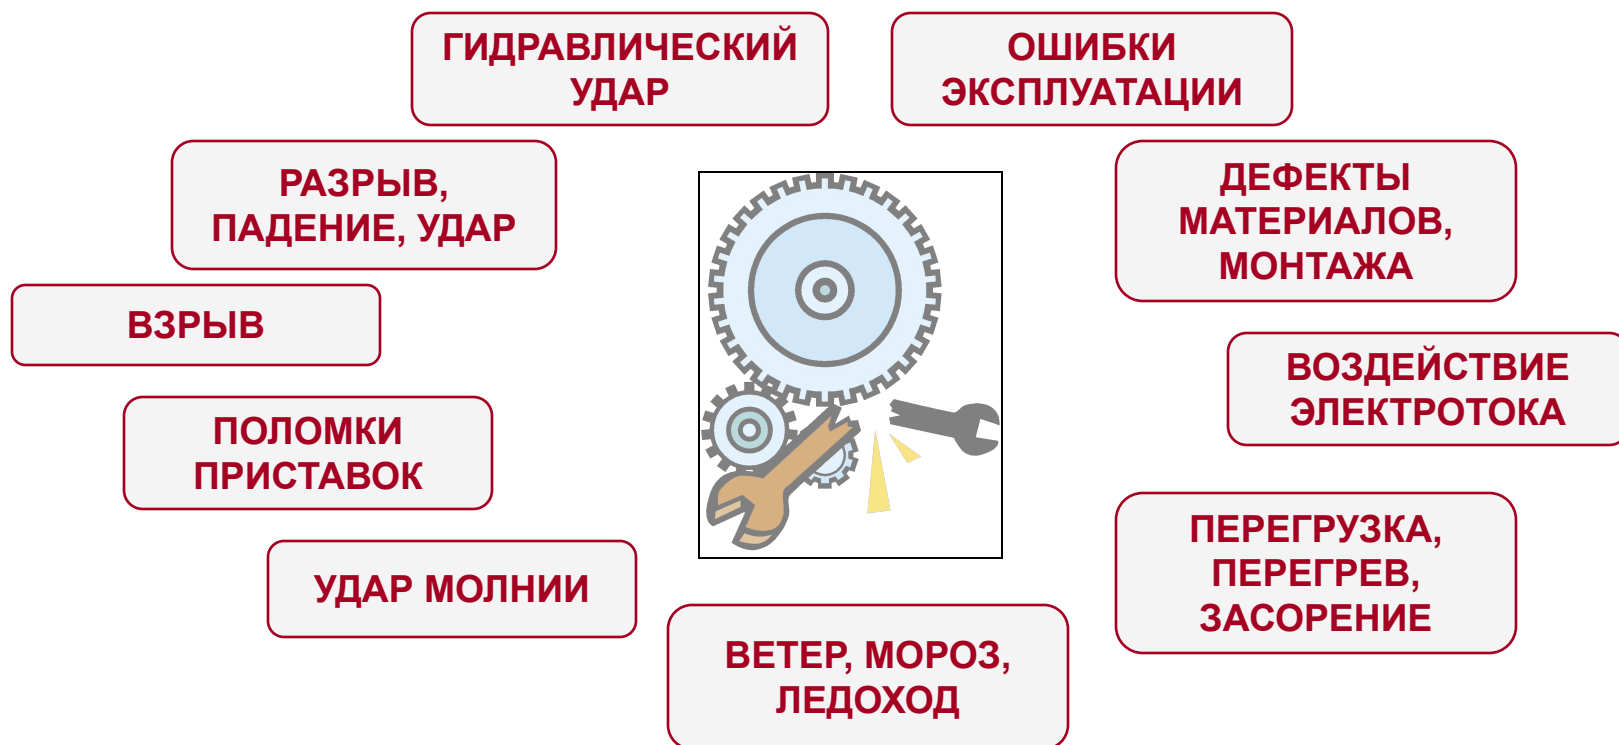 ГИДРАВЛИЧЕСКИЙ
УДАР
ОШИБКИ
ЭКСПЛУАТАЦИИ
РАЗРЫВ,
ПАДЕНИЕ, УДАР
ДЕФЕКТЫ
МАТЕРИАЛОВ,
МОНТАЖА
ВЗРЫВ
ВОЗДЕЙСТВИЕ
ЭЛЕКТРОТОКА
ПОЛОМКИ
ПРИСТАВОК
ПЕРЕГРУЗКА,
ПЕРЕГРЕВ,
ЗАСОРЕНИЕ
УДАР МОЛНИИ
ВЕТЕР, МОРОЗ,
ЛЕДОХОД